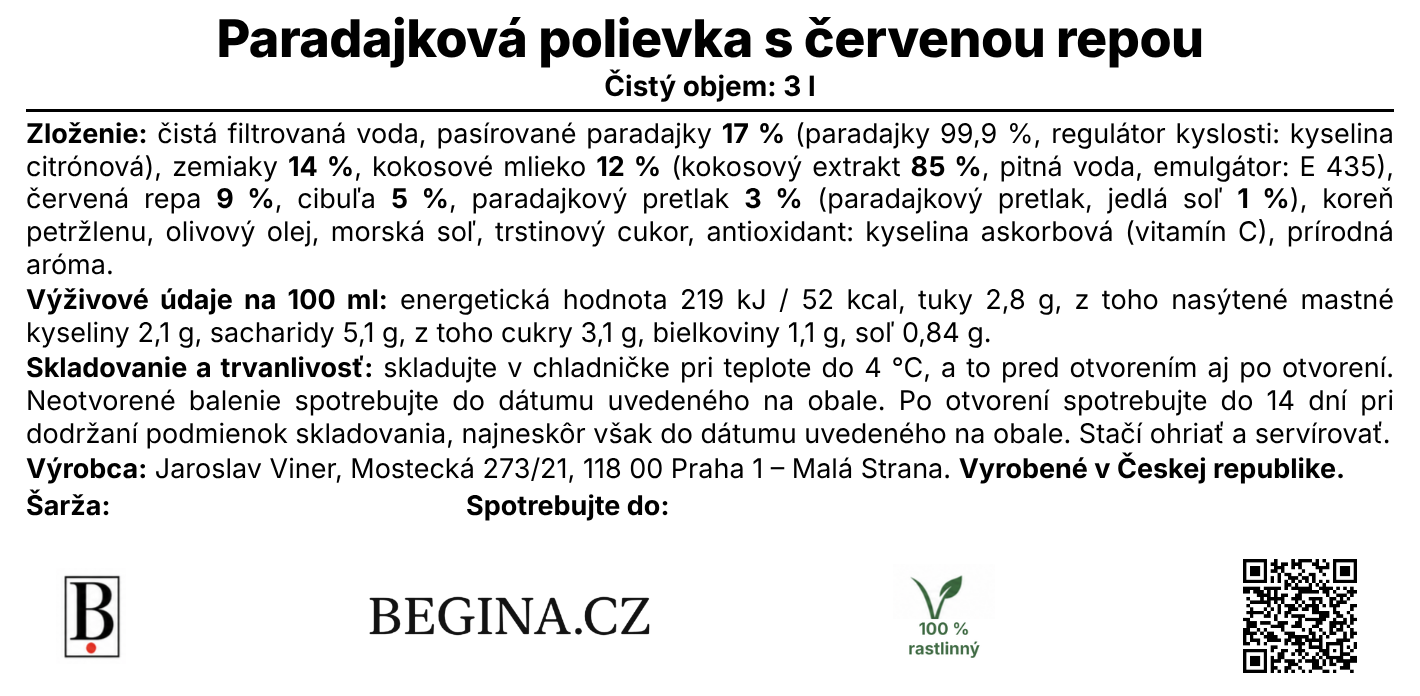 Paradajková polievka s červenou repou
Čistý objem: 3 l
Zloženie: čistá filtrovaná voda, pasírované paradajky 17 % (paradajky 99,9 %, regulátor kyslosti: kyselina
citrónová), zemiaky 14 %, kokosové mlieko 12 % (kokosový extrakt 85 %, pitná voda, emulgátor: E 435),
červená repa 9 %, cibuľa 5 %, paradajkový pretlak 3 % (paradajkový pretlak, jedlá soľ 1 %), koreň
petržlenu, olivový olej, morská soľ, trstinový cukor, antioxidant: kyselina askorbová (vitamín C), prírodná
aróma.
Výživové údaje na 100 ml: energetická hodnota 219 kJ / 52 kcal, tuky 2,8 g, z toho nasýtené mastné
kyseliny 2,1 g, sacharidy 5,1 g, z toho cukry 3,1 g, bielkoviny 1,1 g, soľ 0,84 g.
Skladovanie a trvanlivosť: skladujte v chladničke pri teplote do 4 °C, a to pred otvorením aj po otvorení.
Neotvorené balenie spotrebujte do dátumu uvedeného na obale. Po otvorení spotrebujte do 14 dní pri
dodržaní podmienok skladovania, najneskôr však do dátumu uvedeného na obale. Stačí ohriať a servírovať.
Výrobca: Jaroslav Viner, Mostecká 273/21, 118 00 Praha 1 – Malá Strana. Vyrobené v Českej republike.
Šarža: Spotrebujte do:
B
BEGINA.CZ
100 %
rastlinný